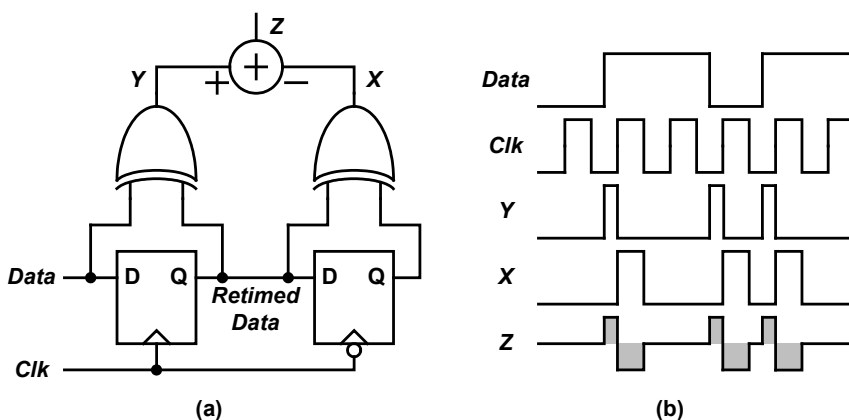 Z
Y
+
+
−
X
Data
D Q
D Q
Retimed
Data
Clk
(a)
Data
Clk
Y
X
Z
(b)